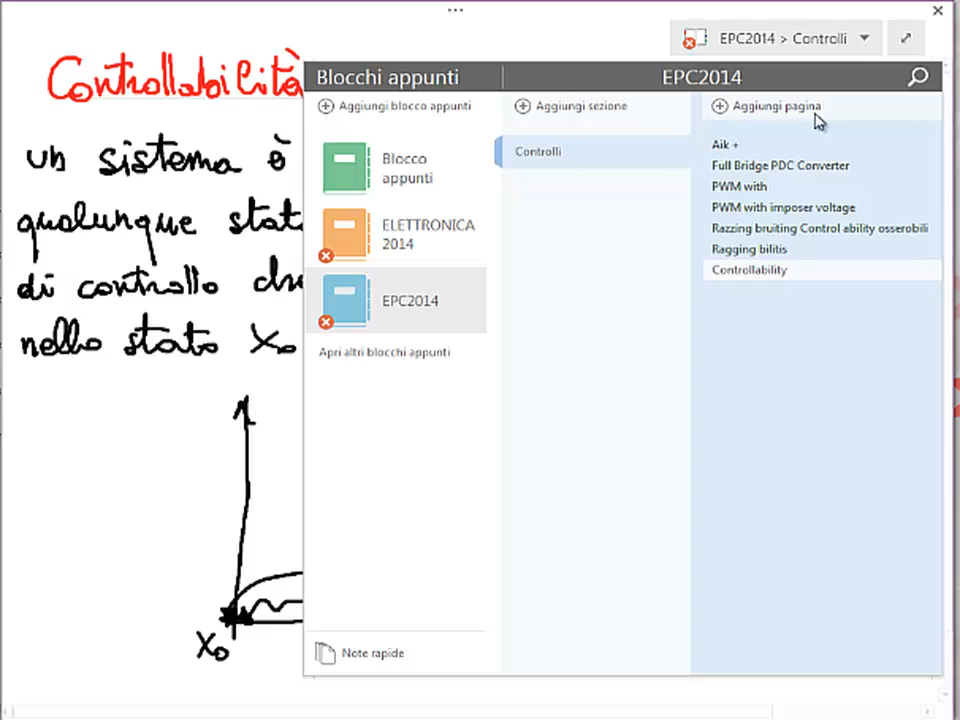 EPC2014 > Controlli
Controllabilità
un sistema è
qualunque stat
di controllo
nello stato x0
x0
Blocchi appunti
EPC2014
Aggiungi blocco appunti
Aggiungi sezione
Aggiungi pagina
Blocco
appunti
ELETTRONICA
2014
EPC2014
Apri altri blocchi appunti
Note rapide
Controlli
Aik +
Full Bridge PDC Converter
PWM with
PWM with imposer voltage
Razzing bruiting Control ability osserobili
Ragging bilitis
Controllability